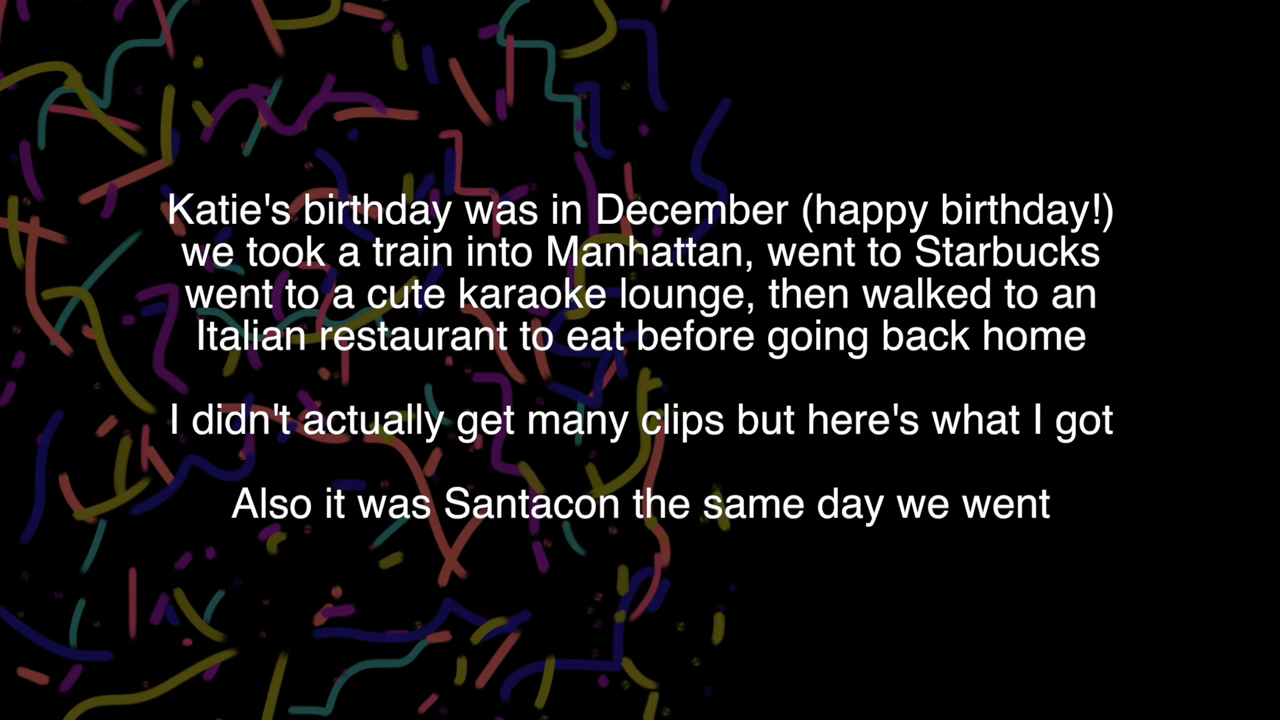 Katie's birthday was in December (happy birthday!)
we took a train into Manhattan, went to Starbucks
went to a cute karaoke lounge, then walked to an
Italian restaurant to eat before going back home
I didn't actually get many clips but here's what I got
Also it was Santacon the same day we went